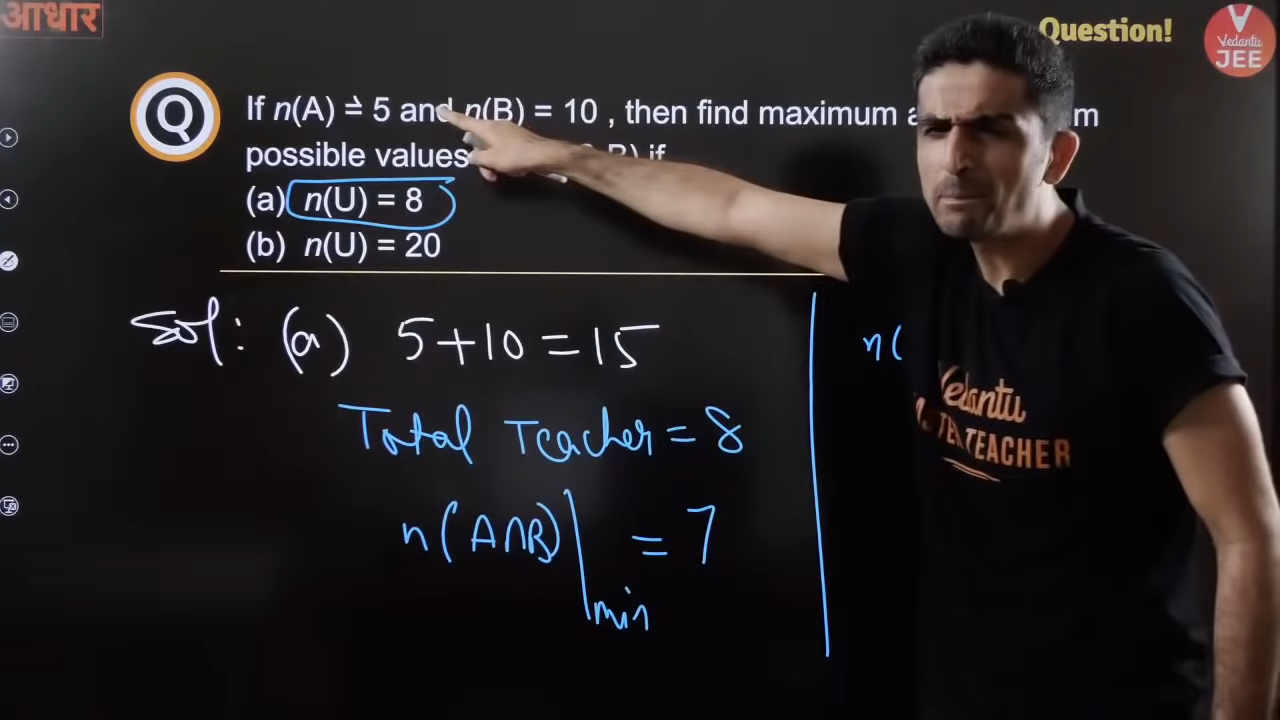 आधार
Question!
Vedantu
JEE
Q
If n(A) = 5 and n(B) = 10 , then find maximum a m
possible values B) if
(a) n(U) = 8
(b) n(U) = 20
Sol: (a) 5+10=15
Total Teacher = 8
n(A∩B)| min = 7
n(
Vedantu
TEACHER